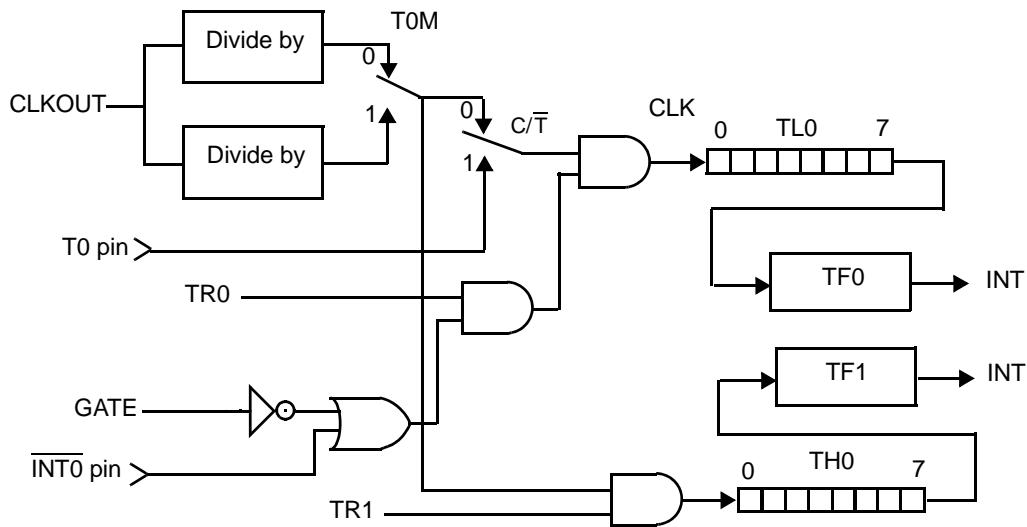 T0M
Divide by
0
CLKOUT
1
Divide by
0
C/T̅
1
CLK
0 TL0 7
T0 pin
TR0
TF0
INT
TF1
INT
GATE
I̅N̅T̅0̅ pin
0 TH0 7
TR1